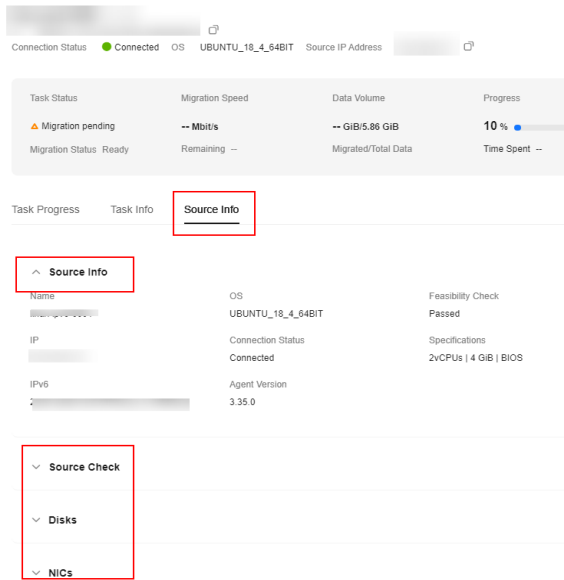 Connection Status Connected OS UBUNTU_18_4_64BIT Source IP Address
Task Status Migration Speed Data Volume Progress
Migration pending -- Mbit/s -- GiB/5.86 GiB 10 %
Migration Status Ready Remaining -- Migrated/Total Data Time Spent --
Task Progress Task Info Source Info
Source Info
Name OS Feasibility Check
UBUNTU_18_4_64BIT Passed
IP Connection Status Specifications
Connected 2vCPUs | 4 GiB | BIOS
IPv6 Agent Version
3.35.0
Source Check
Disks
NICs